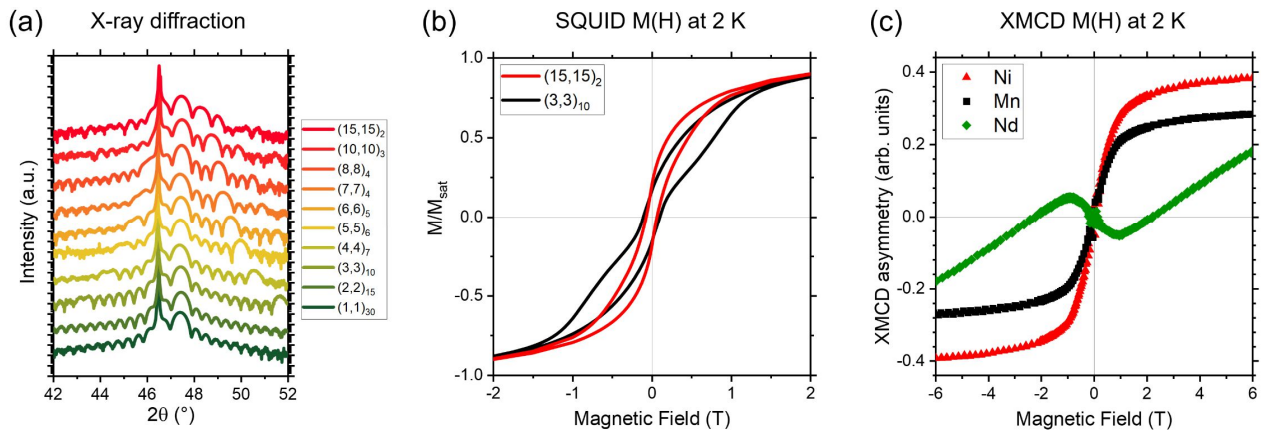 (a) X-ray diffraction
Intensity (a.u.)
42 44 46 48 50 52
2θ (°)
(15,15)₂
(10,10)₃
(8,8)₄
(7,7)₄
(6,6)₅
(5,5)₆
(4,4)₇
(3,3)₁₀
(2,2)₁₅
(1,1)₃₀
(b) SQUID M(H) at 2 K
M/Mₛₐₜ
1.0
0.5
0.0
-0.5
-1.0
(15,15)₂
(3,3)₁₀
-2 -1 0 1 2
Magnetic Field (T)
(c) XMCD M(H) at 2 K
XMCD asymmetry (arb. units)
0.4
0.2
0.0
-0.2
-0.4
Ni
Mn
Nd
-6 -4 -2 0 2 4 6
Magnetic Field (T)